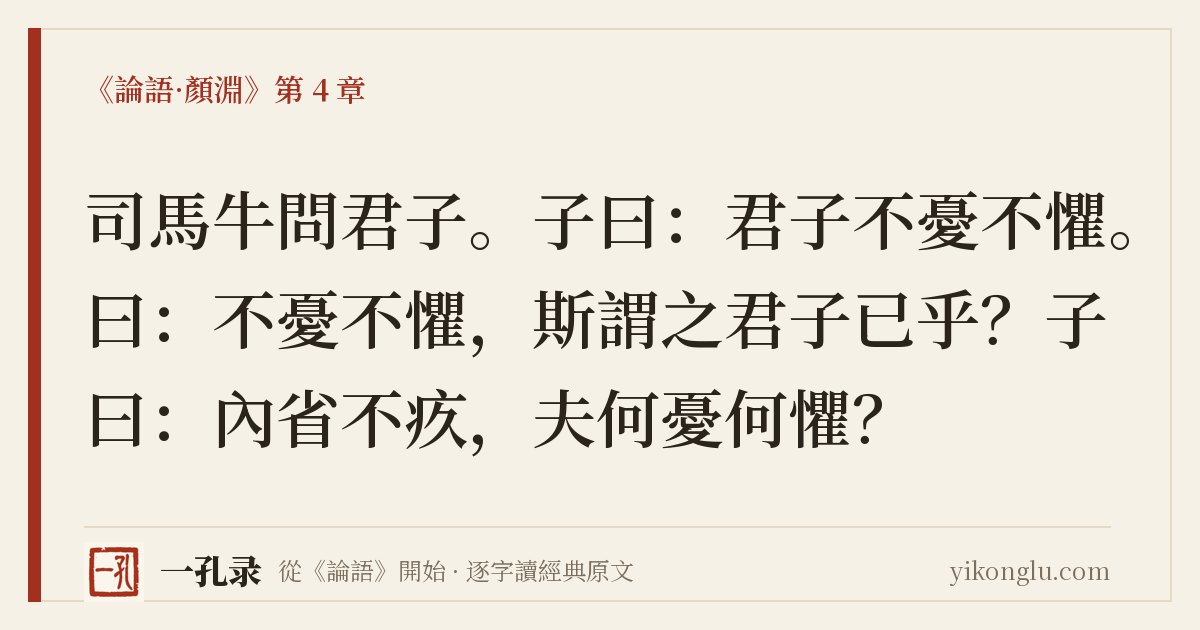 《論語·顏淵》第 4 章
司馬牛問君子。子曰：君子不憂不懼。
曰：不憂不懼，斯謂之君子已乎？子
曰：內省不疚，夫何憂何懼？
一孔
一孔录 從《論語》開始 · 逐字讀經典原文 yikonglu.com